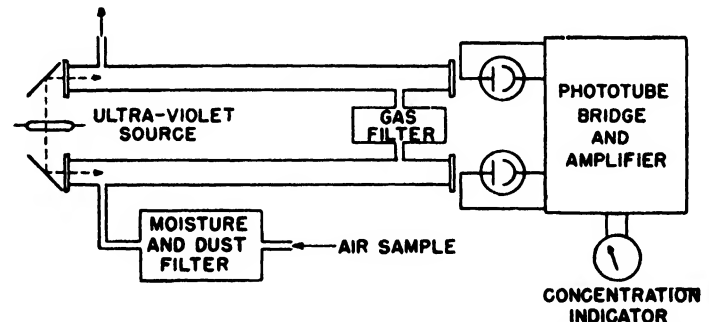 ULTRA-VIOLET
SOURCE
GAS
FILTER
PHOTOTUBE
BRIDGE
AND
AMPLIFIER
MOISTURE
AND DUST
FILTER
AIR SAMPLE
CONCENTRATION
INDICATOR